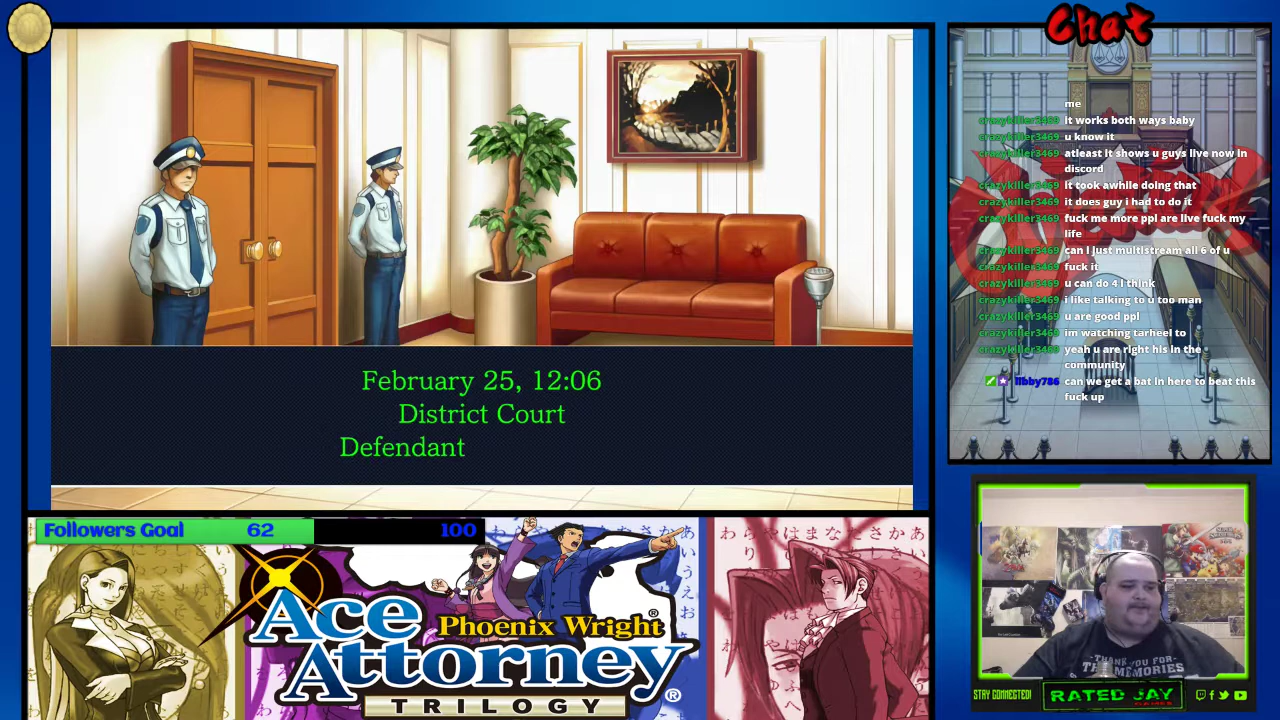 Chat
me
crazykiller3469 it works both ways baby
crazykiller3469 u know it
crazykiller3469 atleast it shows u guys live now in
discord
crazykiller3469 it took awhile doing that
crazykiller3469 it does guy i had to do it
crazykiller3469 fuck me more ppl are live fuck my
life
crazykiller3469 can i just multistream all 6 of u
crazykiller3469 fuck it
crazykiller3469 u can do 4 i think
crazykiller3469 i like talking to u too man
crazykiller3469 u are good ppl
crazykiller3469 im watching tarheel to
crazykiller3469 yeah u are right his in the
community
libby786 can we get a bat in here to beat this
fuck up
February 25, 12:06
District Court
Defendant
Followers Goal 62 100
Ace
Phoenix Wright®
Attorney®
TRILOGY
THANK YOU FOR
THE MEMORIES
STAY CONNECTED!
RATED JAY
GAMES